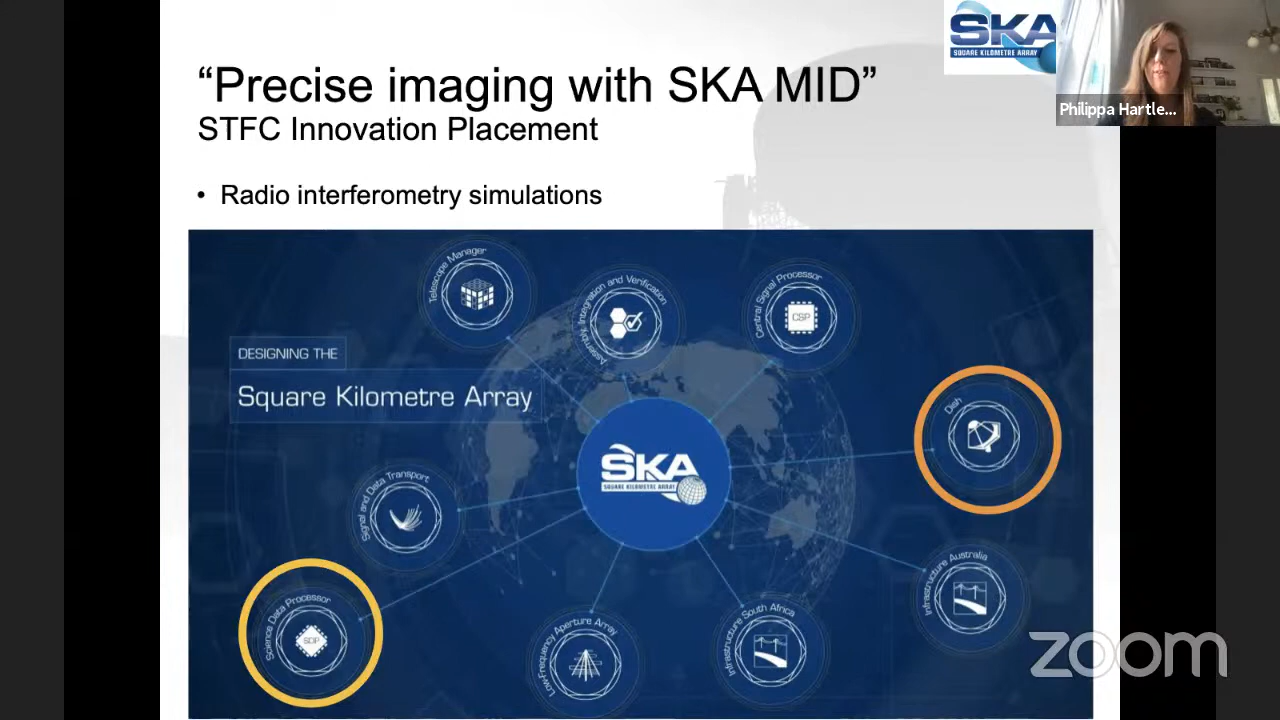 “Precise imaging with SKA MID”
STFC Innovation Placement
• Radio interferometry simulations
SKA
SQUARE KILOMETRE ARRAY
Philippa Hartle...
Telescope Manager
Assembly, Integration and Verification
Central Signal Processor
CSP
DESIGNING THE
Square Kilometre Array
Dish
SKA
SQUARE KILOMETRE ARRAY
Signal and Data Transport
Infrastructure Australia
Science Data Processor
SDP
Low-Frequency Aperture Array
Infrastructure South Africa
zoom